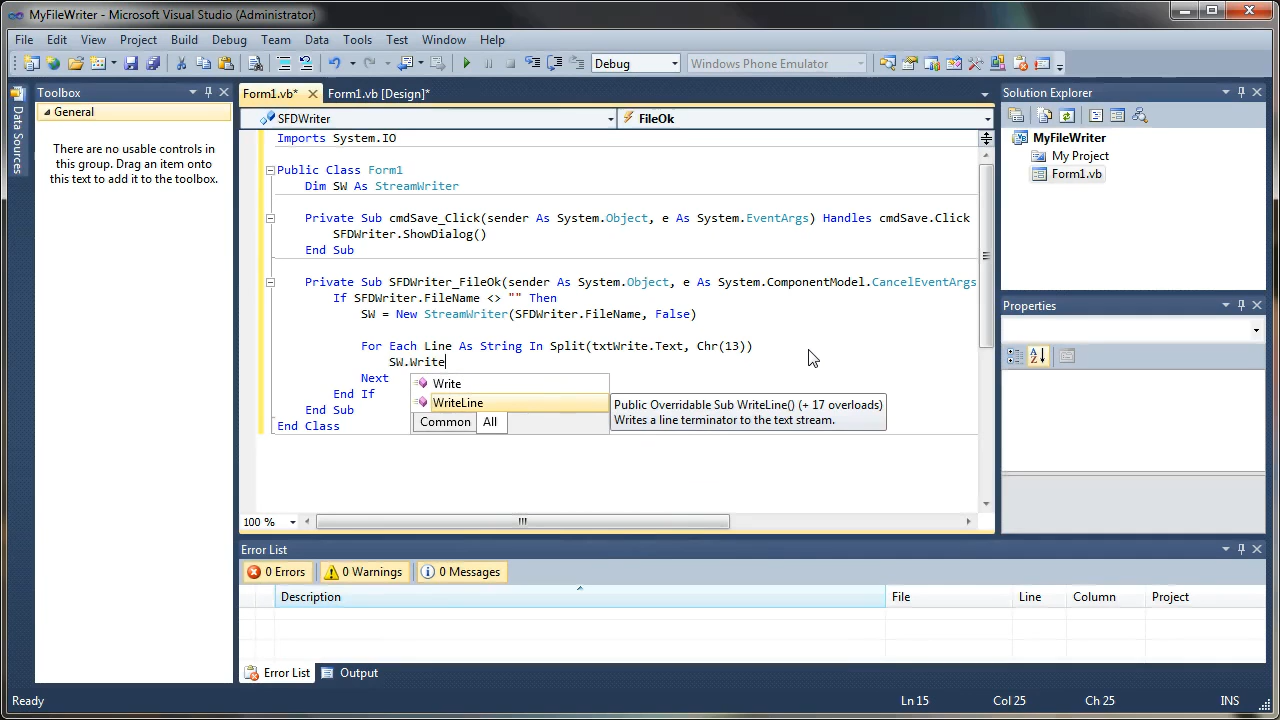 MyFileWriter - Microsoft Visual Studio (Administrator)
File Edit View Project Build Debug Team Data Tools Test Window Help
Debug Windows Phone Emulator
Toolbox
General
There are no usable controls in
this group. Drag an item onto
this text to add it to the toolbox.
Data Sources
Form1.vb* Form1.vb [Design]*
SFDWriter FileOk
Imports System.IO
Public Class Form1
Dim SW As StreamWriter
Private Sub cmdSave_Click(sender As System.Object, e As System.EventArgs) Handles cmdSave.Click
SFDWriter.ShowDialog()
End Sub
Private Sub SFDWriter_FileOk(sender As System.Object, e As System.ComponentModel.CancelEventArgs
If SFDWriter.FileName <> "" Then
SW = New StreamWriter(SFDWriter.FileName, False)
For Each Line As String In Split(txtWrite.Text, Chr(13))
SW.Write
Next
End If
End Sub
End Class
Write
WriteLine
Common All
Public Overridable Sub WriteLine() (+ 17 overloads)
Writes a line terminator to the text stream.
100 %
Solution Explorer
MyFileWriter
My Project
Form1.vb
Properties
Error List
0 Errors 0 Warnings 0 Messages
Description File Line Column Project
Error List Output
Ready Ln 15 Col 25 Ch 25 INS